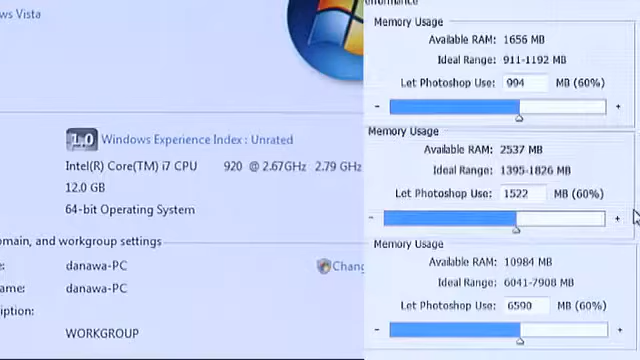 s Vista
1.0 Windows Experience Index : Unrated
Intel(R) Core(TM) i7 CPU 920 @ 2.67GHz 2.79 GHz
12.0 GB
64-bit Operating System
omain, and workgroup settings
danawa-PC
Chang
ame: danawa-PC
ription:
WORKGROUP
Memory Usage
Available RAM: 1656 MB
Ideal Range: 911-1192 MB
Let Photoshop Use: 994 MB (60%)
- +
Memory Usage
Available RAM: 2537 MB
Ideal Range: 1395-1826 MB
Let Photoshop Use: 1522 MB (60%)
- +
Memory Usage
Available RAM: 10984 MB
Ideal Range: 6041-7908 MB
Let Photoshop Use: 6590 MB (60%)
- +